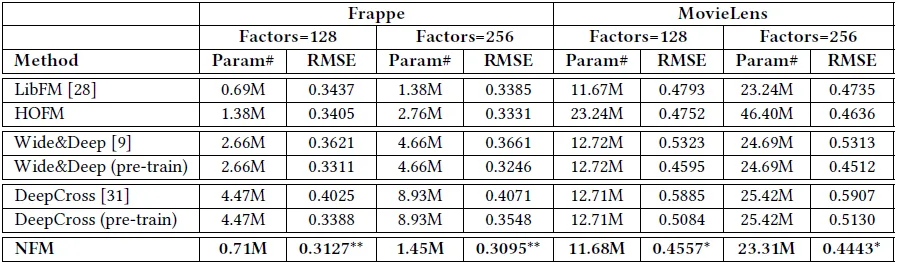 Frappe MovieLens
Factors=128 Factors=256 Factors=128 Factors=256
Method Param# RMSE Param# RMSE Param# RMSE Param# RMSE
LibFM [28] 0.69M 0.3437 1.38M 0.3385 11.67M 0.4793 23.24M 0.4735
HOFM 1.38M 0.3405 2.76M 0.3331 23.24M 0.4752 46.40M 0.4636
Wide&Deep [9] 2.66M 0.3621 4.66M 0.3661 12.72M 0.5323 24.69M 0.5313
Wide&Deep (pre-train) 2.66M 0.3311 4.66M 0.3246 12.72M 0.4595 24.69M 0.4512
DeepCross [31] 4.47M 0.4025 8.93M 0.4071 12.71M 0.5885 25.42M 0.5907
DeepCross (pre-train) 4.47M 0.3388 8.93M 0.3548 12.71M 0.5084 25.42M 0.5130
NFM 0.71M 0.3127** 1.45M 0.3095** 11.68M 0.4557* 23.31M 0.4443*